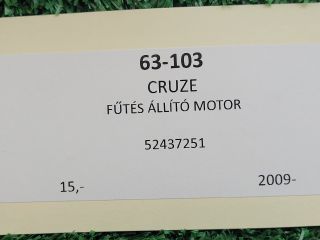 63-103
CRUZE
FŰTÉS ÁLLÍTÓ MOTOR
52437251
15,- 2009-